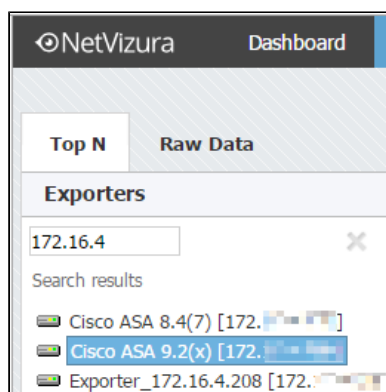 NetVizura Dashboard
Top N Raw Data
Exporters
172.16.4
Search results
Cisco ASA 8.4(7) [172. ]
Cisco ASA 9.2(x) [172.
Exporter_172.16.4.208 [172.